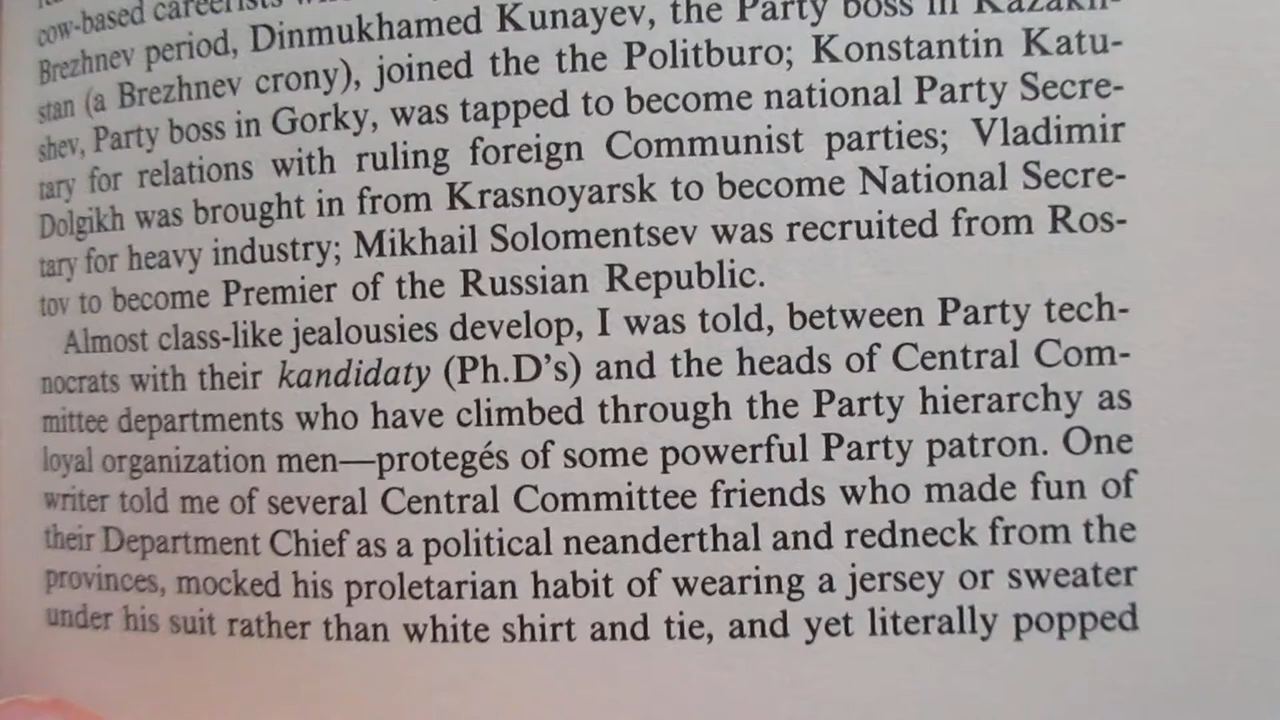 cow-based careerists
Brezhnev period, Dinmukhamed Kunayev, the Party boss in Kazakh-
stan (a Brezhnev crony), joined the the Politburo; Konstantin Katu-
shev, Party boss in Gorky, was tapped to become national Party Secre-
tary for relations with ruling foreign Communist parties; Vladimir
Dolgikh was brought in from Krasnoyarsk to become National Secre-
tary for heavy industry; Mikhail Solomentsev was recruited from Ros-
tov to become Premier of the Russian Republic.
Almost class-like jealousies develop, I was told, between Party tech-
nocrats with their kandidaty (Ph.D's) and the heads of Central Com-
mittee departments who have climbed through the Party hierarchy as
loyal organization men—protegés of some powerful Party patron. One
writer told me of several Central Committee friends who made fun of
their Department Chief as a political neanderthal and redneck from the
provinces, mocked his proletarian habit of wearing a jersey or sweater
under his suit rather than white shirt and tie, and yet literally popped